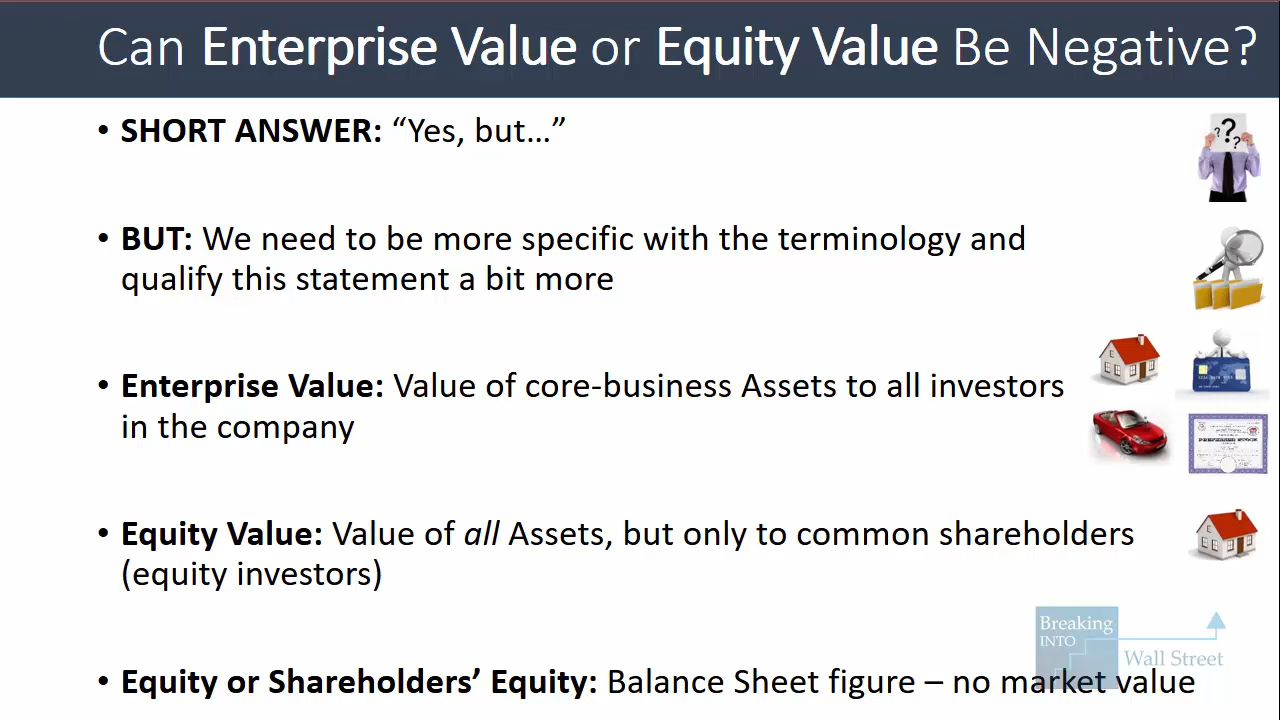 Can Enterprise Value or Equity Value Be Negative?
• SHORT ANSWER: “Yes, but…”
• BUT: We need to be more specific with the terminology and
qualify this statement a bit more
• Enterprise Value: Value of core-business Assets to all investors
in the company
• Equity Value: Value of all Assets, but only to common shareholders
(equity investors)
• Equity or Shareholders’ Equity: Balance Sheet figure – no market value
? ? ?
PREFERRED STOCK
Breaking
INTO
Wall Street